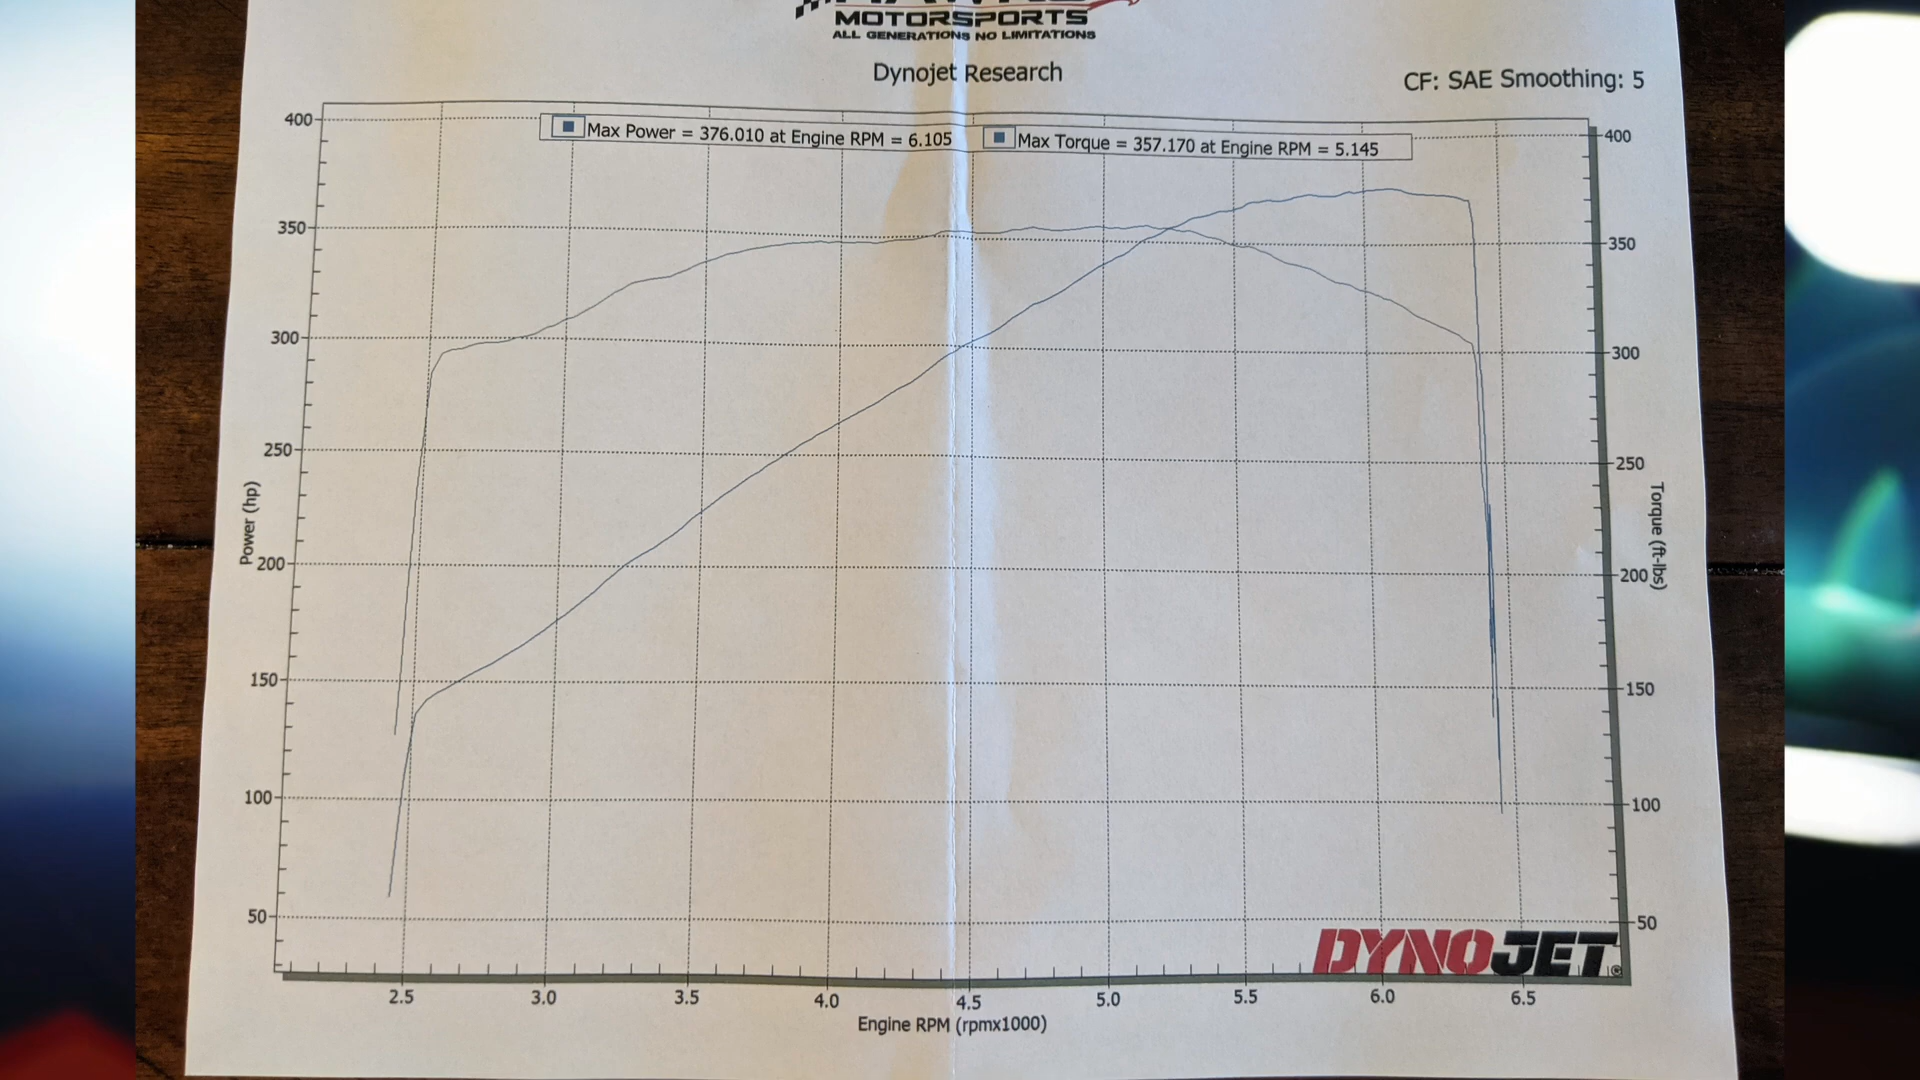 MOTORSPORTS
ALL GENERATIONS NO LIMITATIONS
Dynojet Research
CF: SAE Smoothing: 5
Max Power = 376.010 at Engine RPM = 6.105
Max Torque = 357.170 at Engine RPM = 5.145
400
350
300
250
200
150
100
50
Power (hp)
400
350
300
250
200
150
100
50
Torque (ft-lbs)
DYNOJET
2.5 3.0 3.5 4.0 4.5 5.0 5.5 6.0 6.5
Engine RPM (rpmx1000)